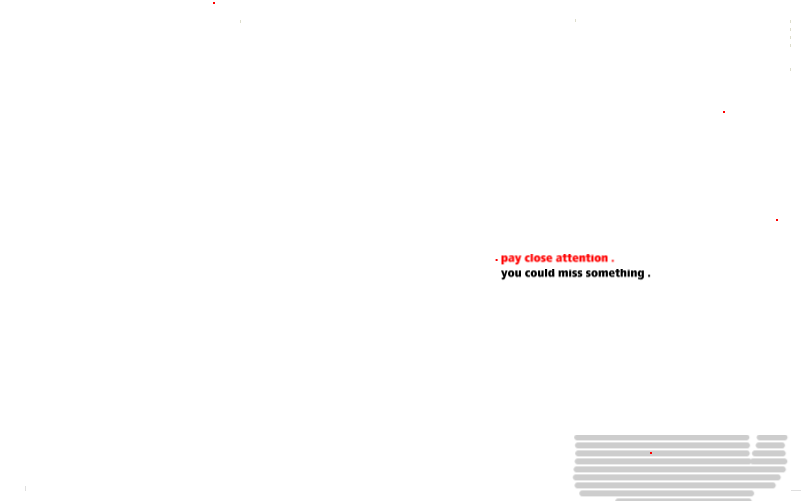 pay close attention .
you could miss something .